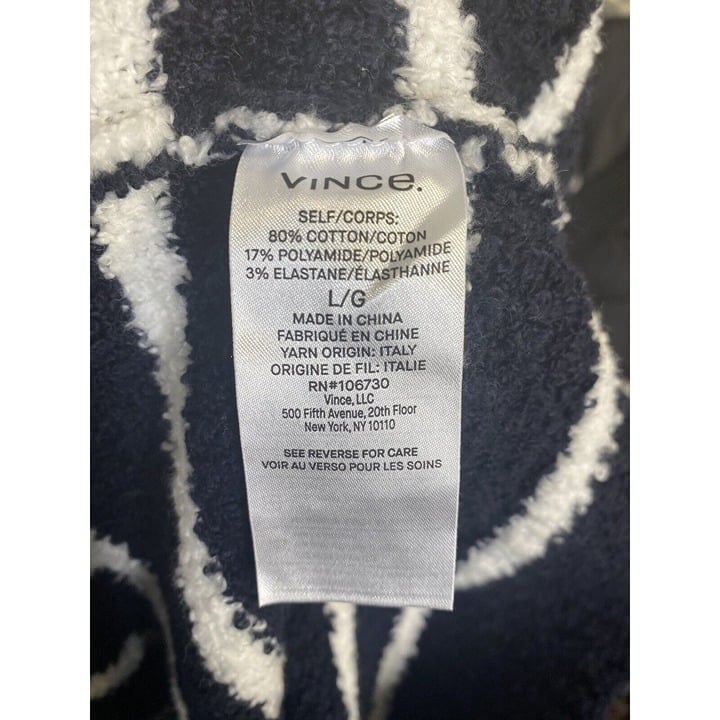 VINCe.
SELF/CORPS:
80% COTTON/COTON
17% POLYAMIDE/POLYAMIDE
3% ELASTANE/ÉLASTHANNE
L/G
MADE IN CHINA
FABRIQUÉ EN CHINE
YARN ORIGIN: ITALY
ORIGINE DE FIL: ITALIE
RN#106730
Vince, LLC
500 Fifth Avenue, 20th Floor
New York, NY 10110
SEE REVERSE FOR CARE
VOIR AU VERSO POUR LES SOINS